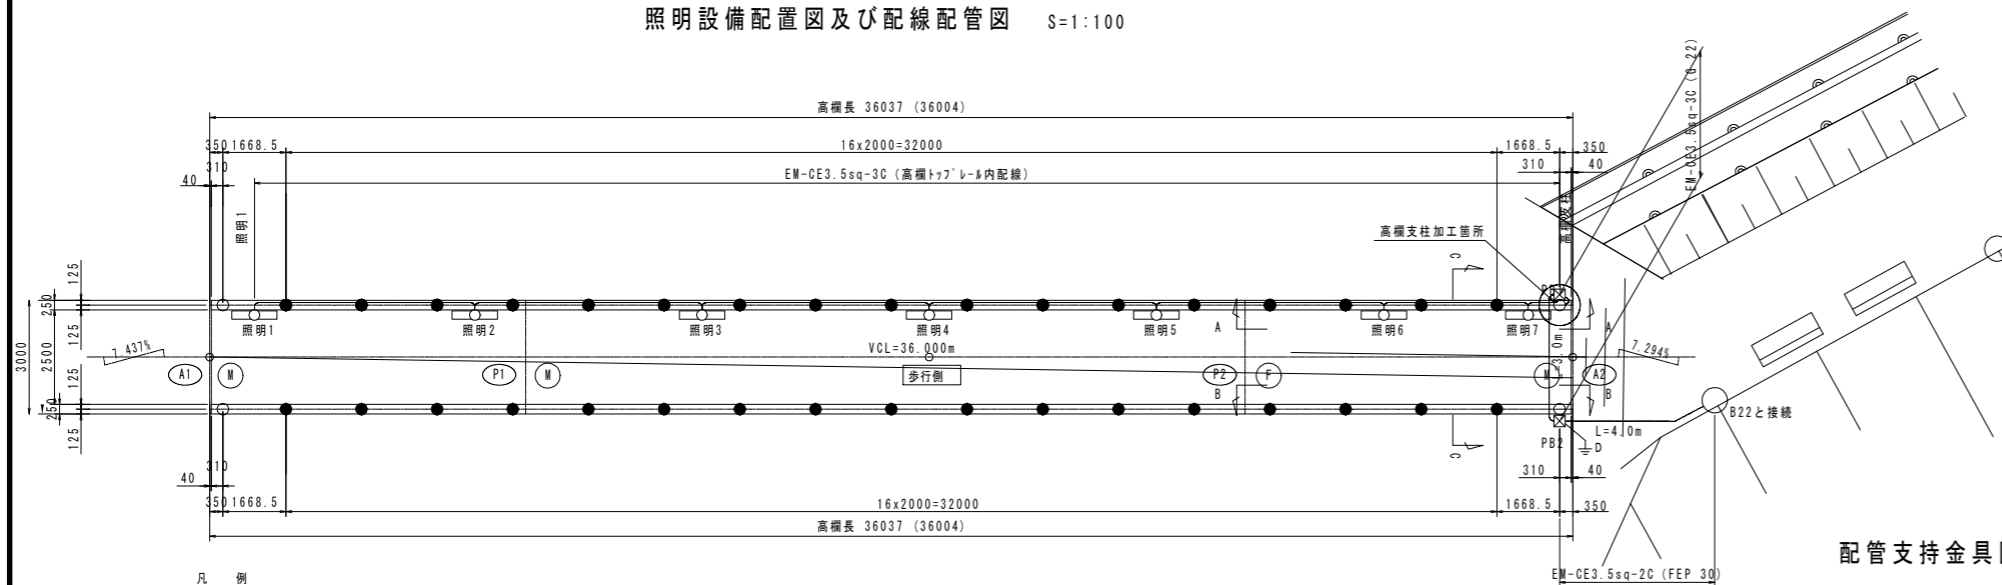 照明設備配置図及び配線配管図 S=1:100
高欄長 36037 (36004)
350 1668.5 16x2000=32000 1668.5 350
310 310
40 40
EM-CE3.5sq-3C (高欄トップレール内配線)
EM-CE3.5sq-3C (G 22)
照明1
高欄支柱加工箇所
C
125
250
125
3000
2500
125
250
125
照明1 照明2 照明3 照明4 照明5 照明6 照明7
A A
7.437% VCL=36.000m 7.294%
A1 M P1 M 歩行側 P2 F M A2
B B
B22と接続
L=4.0m
PB2 D
C
310 310
40 40
350 1668.5 16x2000=32000 1668.5 350
高欄長 36037 (36004)
配管支持金具
EM-CE3.5sq-2C (FEP 30)
凡 例